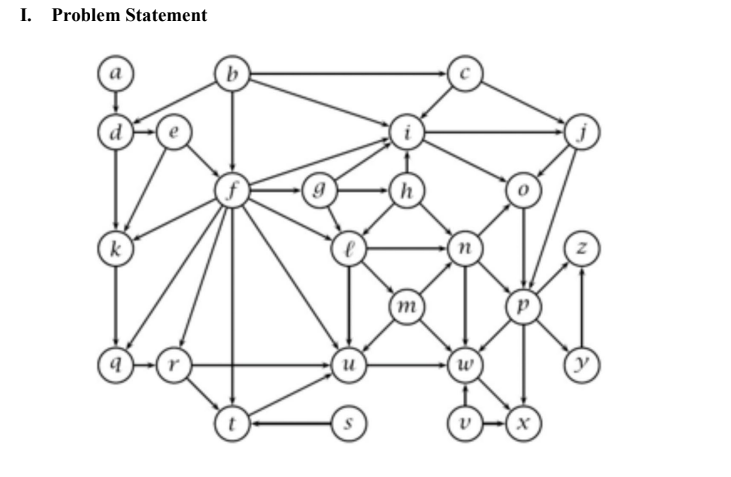 I. Problem Statement
a b c
d e i j
f g h o
k ℓ n z
m p
q r u w y
t s v x